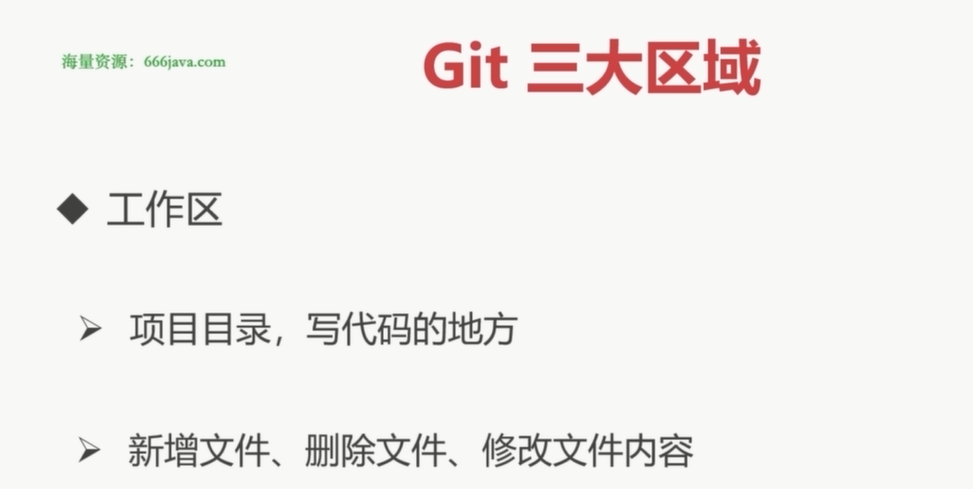 海量资源：666java.com
Git 三大区域
◆ 工作区
➢ 项目目录，写代码的地方
➢ 新增文件、删除文件、修改文件内容